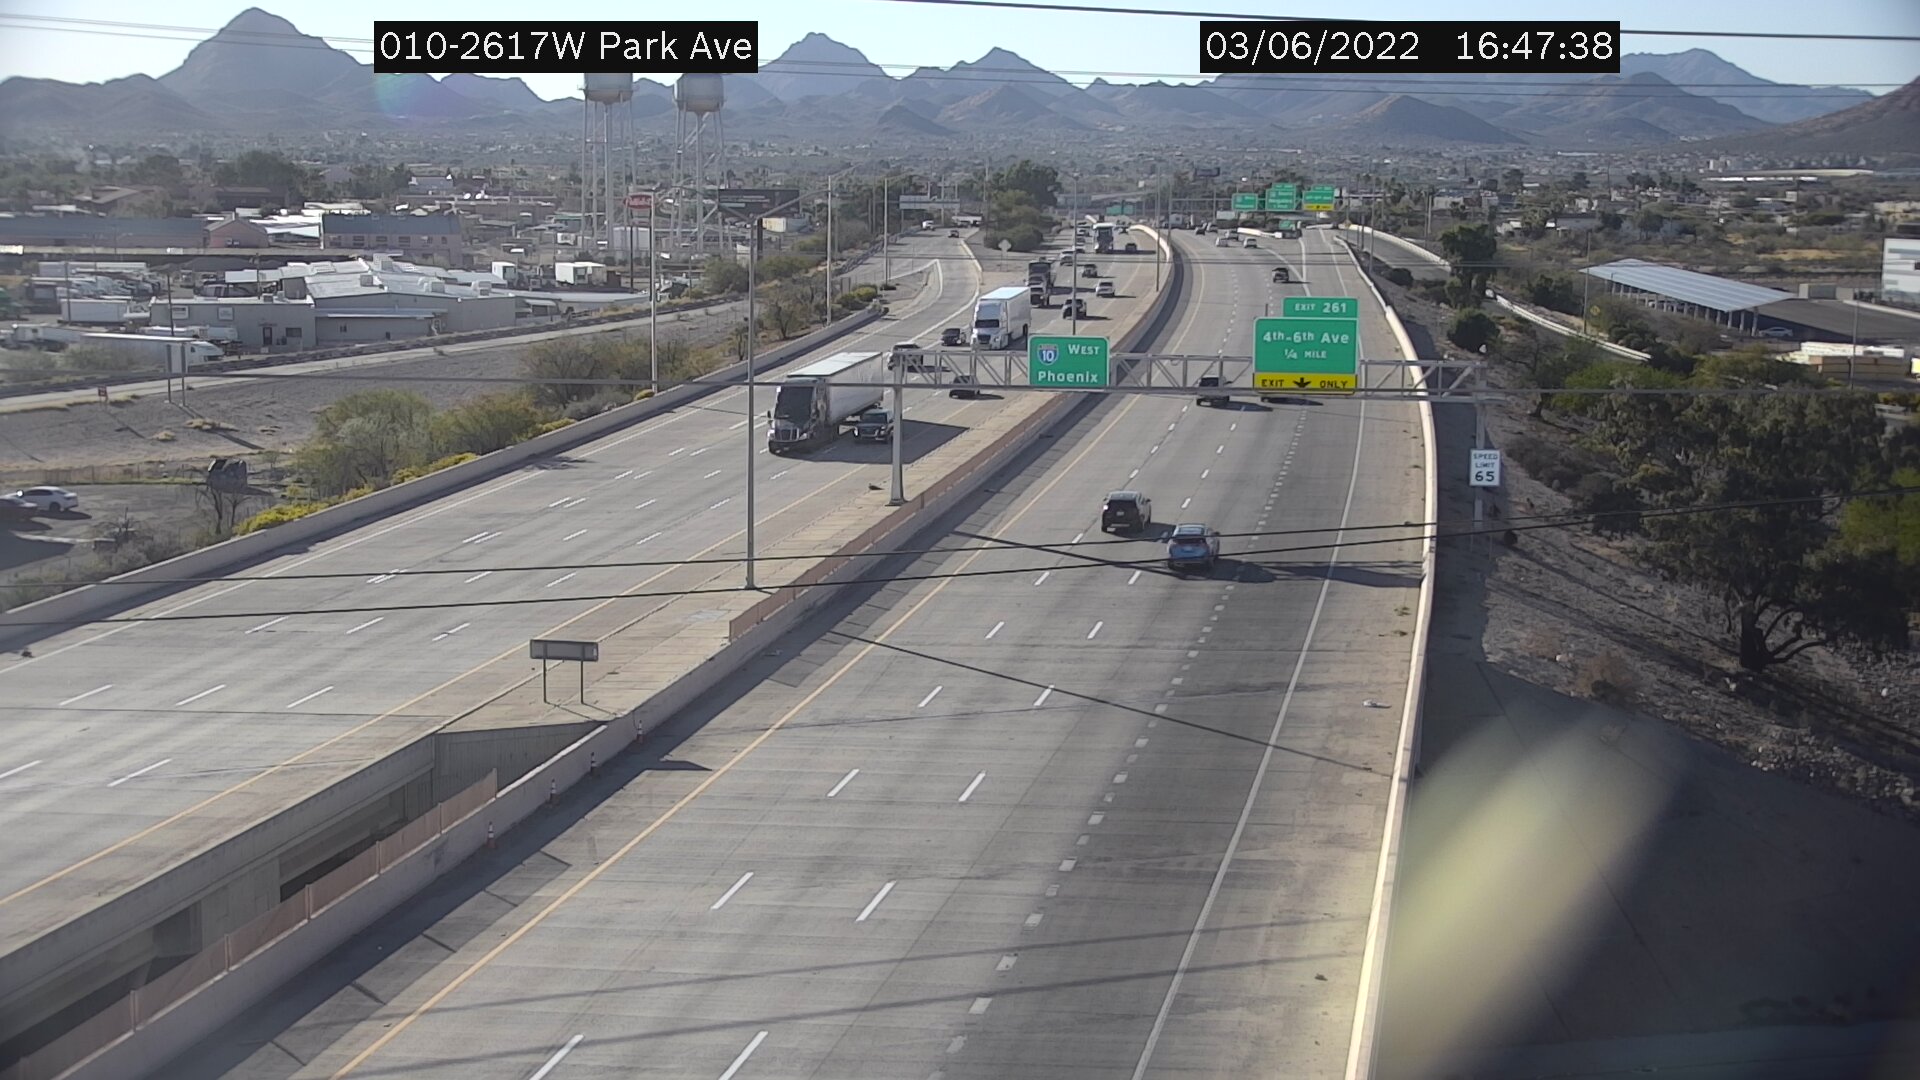 010-2617W Park Ave
03/06/2022 16:47:38
EXIT 261
4th-6th Ave
1/4 MILE
EXIT ONLY
10 WEST
Phoenix
SPEED
LIMIT
65